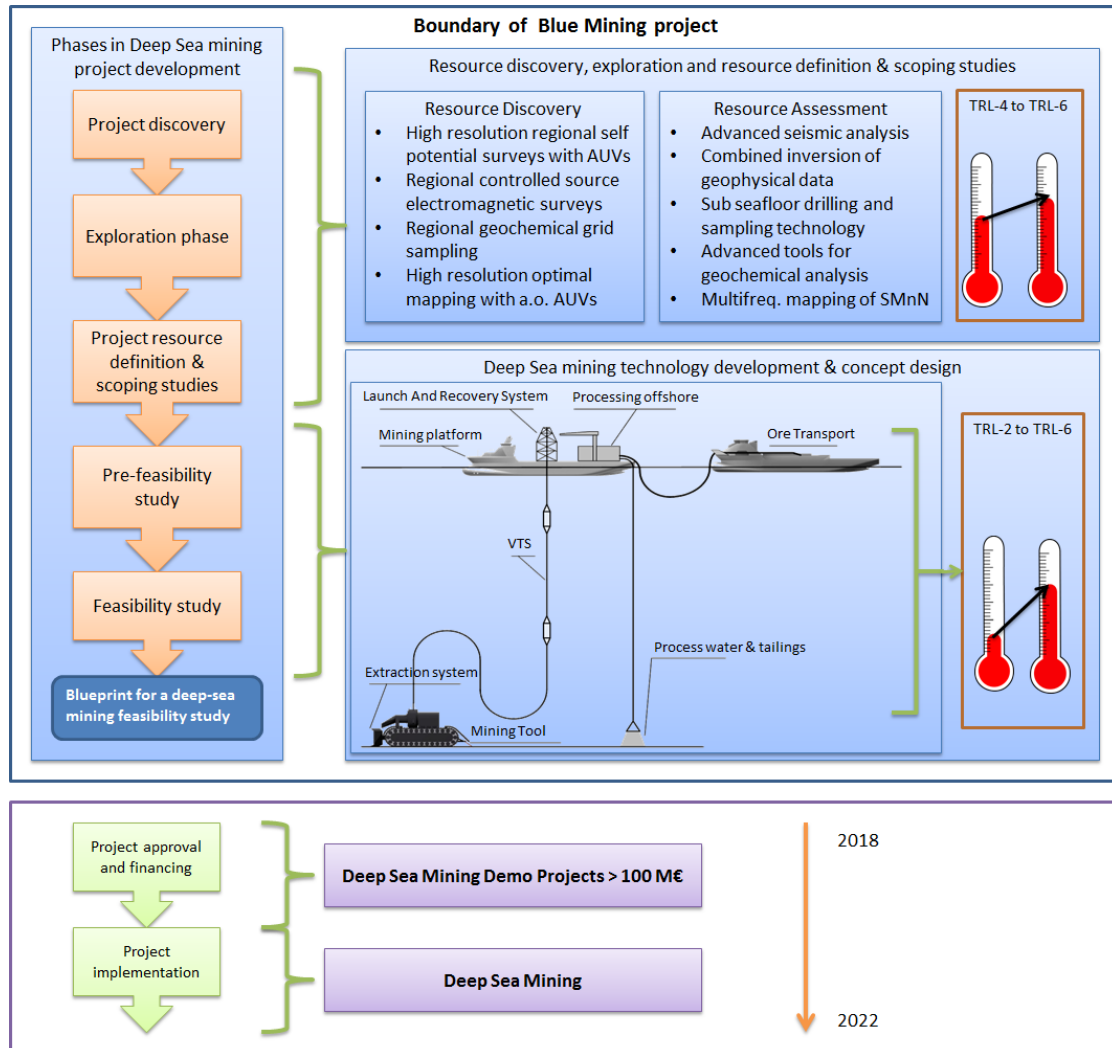 Boundary of Blue Mining project
Phases in Deep Sea mining
project development
Project discovery
Exploration phase
Project resource
definition &
scoping studies
Pre-feasibility
study
Feasibility study
Blueprint for a deep-sea
mining feasibility study
Resource discovery, exploration and resource definition & scoping studies
Resource Discovery
• High resolution regional self
potential surveys with AUVs
• Regional controlled source
electromagnetic surveys
• Regional geochemical grid
sampling
• High resolution optimal
mapping with a.o. AUVs
Resource Assessment
• Advanced seismic analysis
• Combined inversion of
geophysical data
• Sub seafloor drilling and
sampling technology
• Advanced tools for
geochemical analysis
• Multifreq. mapping of SMnN
TRL-4 to TRL-6
Deep Sea mining technology development & concept design
Launch And Recovery System
Processing offshore
Mining platform
Ore Transport
VTS
Process water & tailings
Extraction system
Mining Tool
TRL-2 to TRL-6
Project approval
and financing
Deep Sea Mining Demo Projects > 100 M€
2018
Project
implementation
Deep Sea Mining
2022